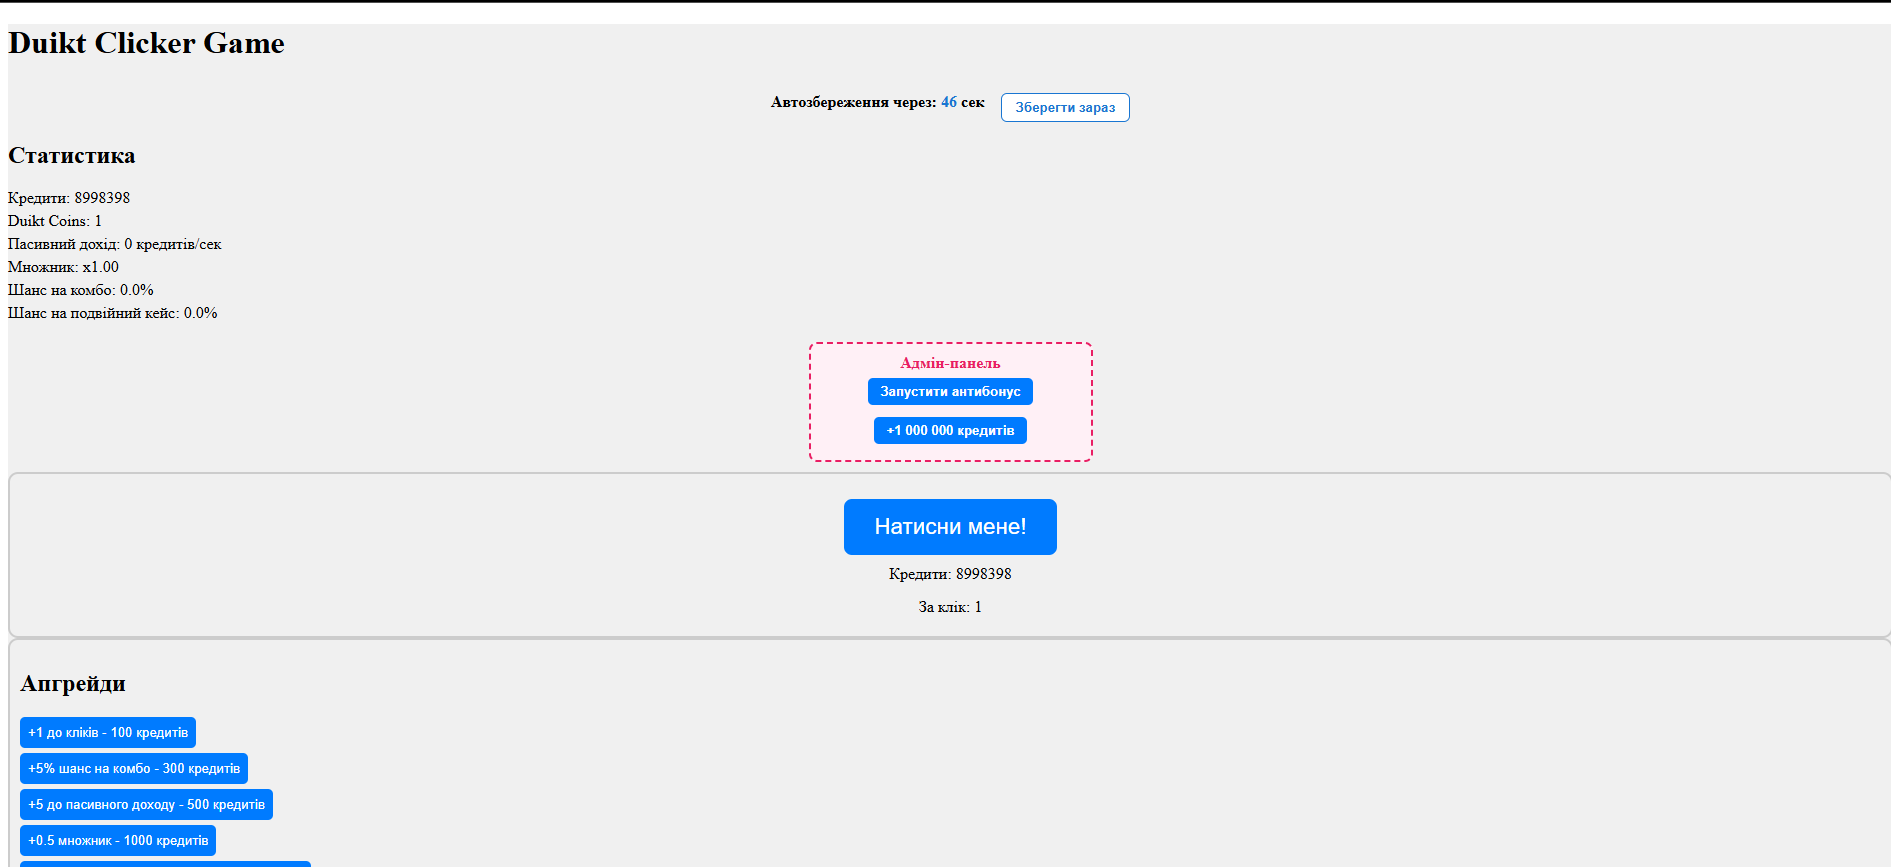 Duikt Clicker Game
Автозбереження через: 46 сек
Зберегти зараз
Статистика
Кредити: 8998398
Duikt Coins: 1
Пасивний дохід: 0 кредитів/сек
Множник: x1.00
Шанс на комбо: 0.0%
Шанс на подвійний кейс: 0.0%
Адмін-панель
Запустити антибонус
+1 000 000 кредитів
Натисни мене!
Кредити: 8998398
За клік: 1
Апгрейди
+1 до кліків - 100 кредитів
+5% шанс на комбо - 300 кредитів
+5 до пасивного доходу - 500 кредитів
+0.5 множник - 1000 кредитів